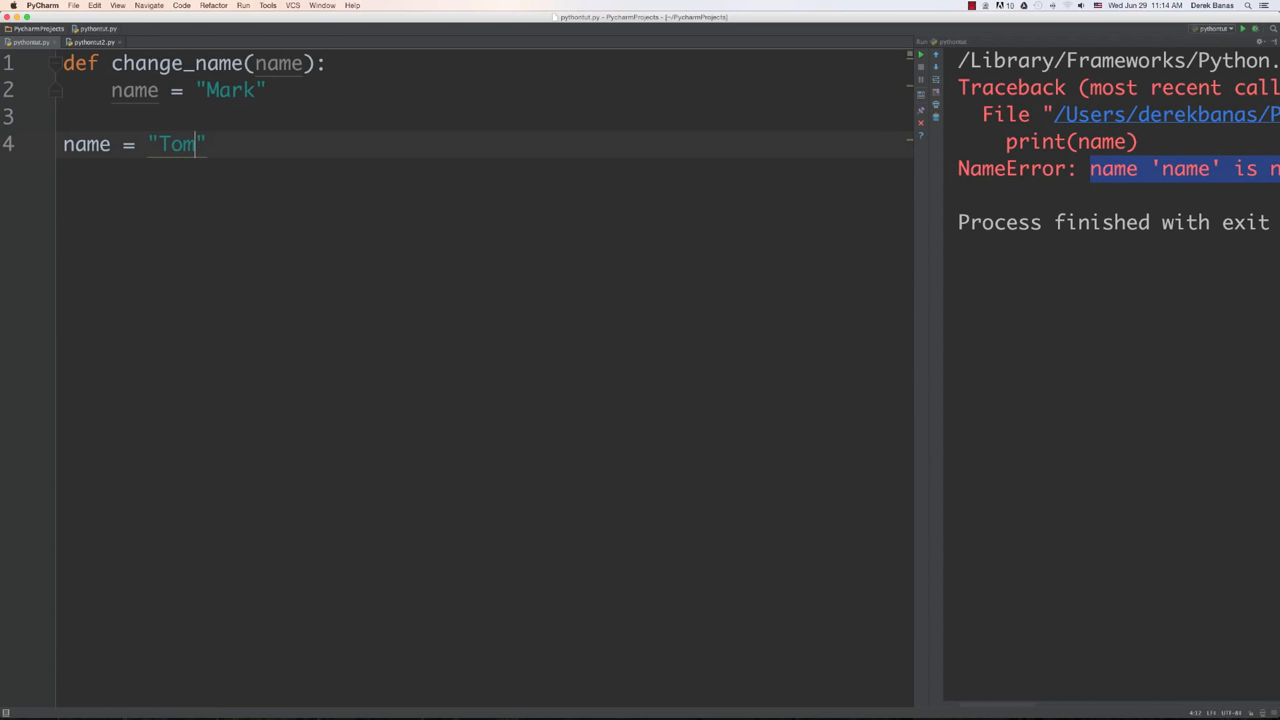 PyCharm File Edit View Navigate Code Refactor Run Tools VCS Window Help 10 Wed Jun 29 11:14 AM Derek Banas
pythontut.py - PycharmProjects - [~/PycharmProjects]
PycharmProjects pythontut.py pythontut
pythontut.py pythontut2.py Run pythontut
1 def change_name(name):
2 name = "Mark"
3
4 name = "Tom"
/Library/Frameworks/Python.
Traceback (most recent call
File "/Users/derekbanas/P
print(name)
NameError: name 'name' is n
Process finished with exit
4:12 LF≑ UTF-8≑